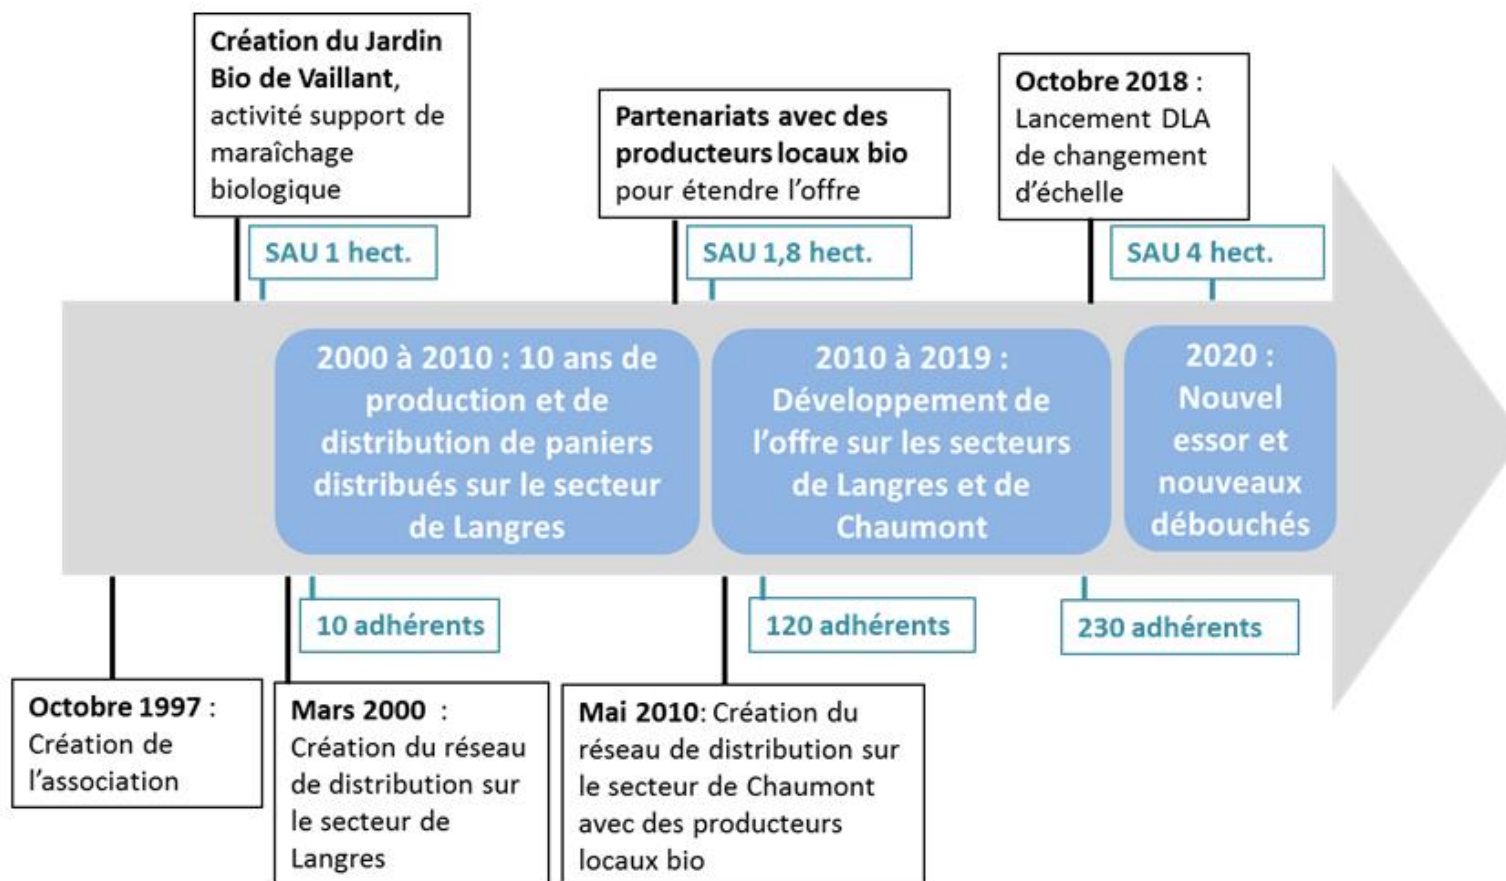 Création du Jardin
Bio de Vaillant,
activité support de
maraîchage
biologique
Partenariats avec des
producteurs locaux bio
pour étendre l’offre
Octobre 2018 :
Lancement DLA
de changement
d’échelle
SAU 1 hect.
SAU 1,8 hect.
SAU 4 hect.
2000 à 2010 : 10 ans de
production et de
distribution de paniers
distribués sur le secteur
de Langres
2010 à 2019 :
Développement de
l’offre sur les secteurs
de Langres et de
Chaumont
2020 :
Nouvel
essor et
nouveaux
débouchés
10 adhérents
120 adhérents
230 adhérents
Octobre 1997 :
Création de
l’association
Mars 2000 :
Création du réseau
de distribution sur
le secteur de
Langres
Mai 2010: Création du
réseau de distribution sur
le secteur de Chaumont
avec des producteurs
locaux bio